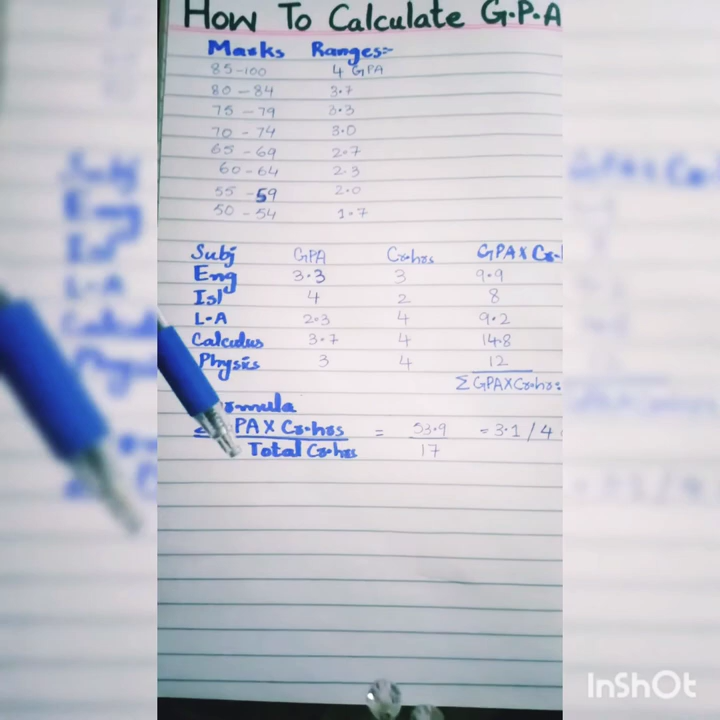 How To Calculate G.P.A
Marks Ranges:-
85-100 4 GPA
80 - 84 3.7
75 - 79 3.3
70 - 74 3.0
65 - 69 2.7
60 - 64 2.3
55 - 59 2.0
50 - 54 1.7
Subj GPA Cr.hrs GPA X Cr.
Eng 3.3 3 9.9
Isl 4 2 8
L-A 2.3 4 9.2
Calculus 3.7 4 14.8
Physics 3 4 12
Σ GPAXCr.hrs:
ormula
PA X Cr.hrs = 53.9 = 3.1 / 4
Total Cr.hrs 17
InShOt